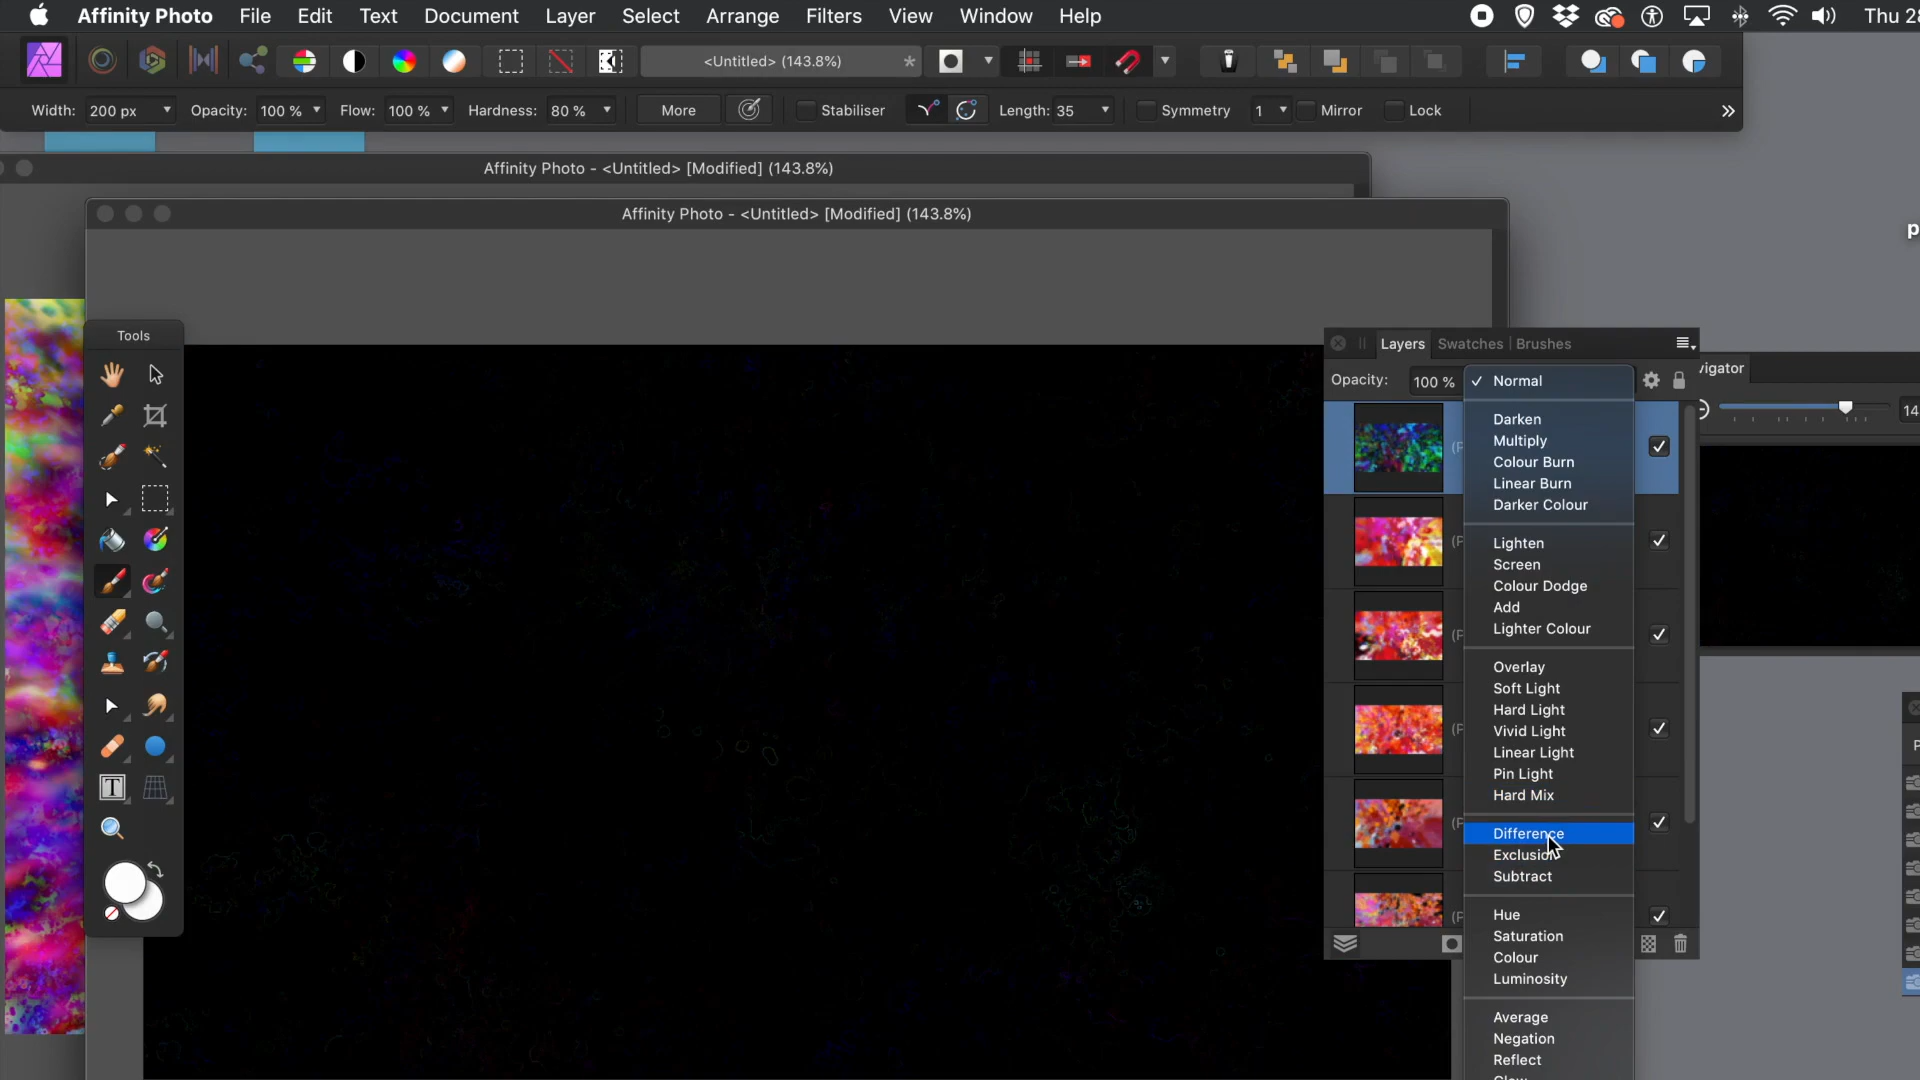 Affinity Photo File Edit Text Document Layer Select Arrange Filters View Window Help Thu 28
<Untitled> (143.8%) *
Width: 200 px Opacity: 100 % Flow: 100 % Hardness: 80 % More Stabiliser Length: 35 Symmetry 1 Mirror Lock
Affinity Photo - <Untitled> [Modified] (143.8%)
Affinity Photo - <Untitled> [Modified] (143.8%)
p
Tools
Layers Swatches Brushes
vigator
Opacity: 100 % Normal
14
Darken
Multiply
(P
Colour Burn
Linear Burn
Darker Colour
Lighten
(P
Screen
Colour Dodge
Add
Lighter Colour
(P
Overlay
Soft Light
Hard Light
(P
Vivid Light
Linear Light
Pin Light
Hard Mix
(P
Difference
Exclusion
Subtract
Hue
(P
Saturation
Colour
Luminosity
Average
Negation
Reflect
T